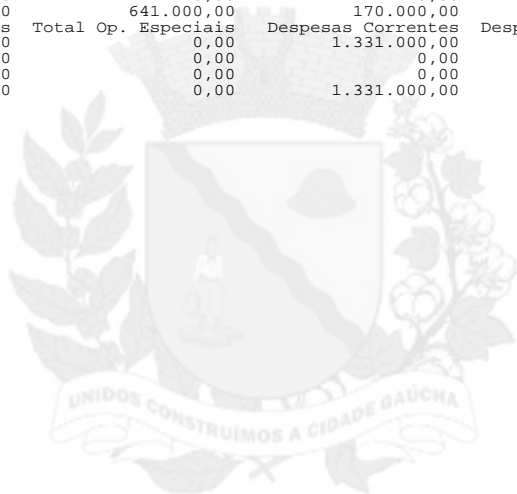 0 641.000,00 170.000,00
s Total Op. Especiais Despesas Correntes Desp
0 0,00 1.331.000,00
0 0,00 0,00
0 0,00 0,00
0 0,00 1.331.000,00
UNIDOS CONSTRUÍMOS A CIDADE GAÚCHA